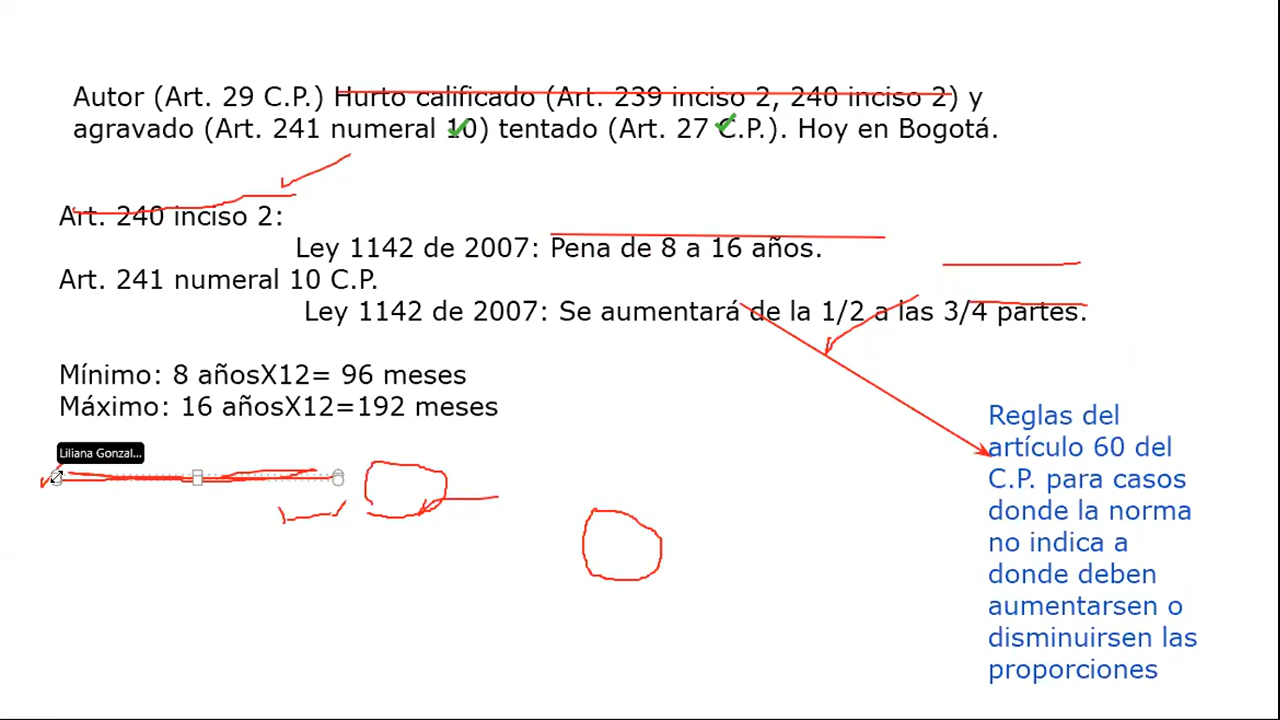 Autor (Art. 29 C.P.) Hurto calificado (Art. 239 inciso 2, 240 inciso 2) y
agravado (Art. 241 numeral 10) tentado (Art. 27 C.P.). Hoy en Bogotá.
Art. 240 inciso 2:
Ley 1142 de 2007: Pena de 8 a 16 años.
Art. 241 numeral 10 C.P.
Ley 1142 de 2007: Se aumentará de la 1/2 a las 3/4 partes.
Mínimo: 8 añosX12= 96 meses
Máximo: 16 añosX12=192 meses
Liliana Gonzal...
Reglas del
artículo 60 del
C.P. para casos
donde la norma
no indica a
donde deben
aumentarsen o
disminuirsen las
proporciones